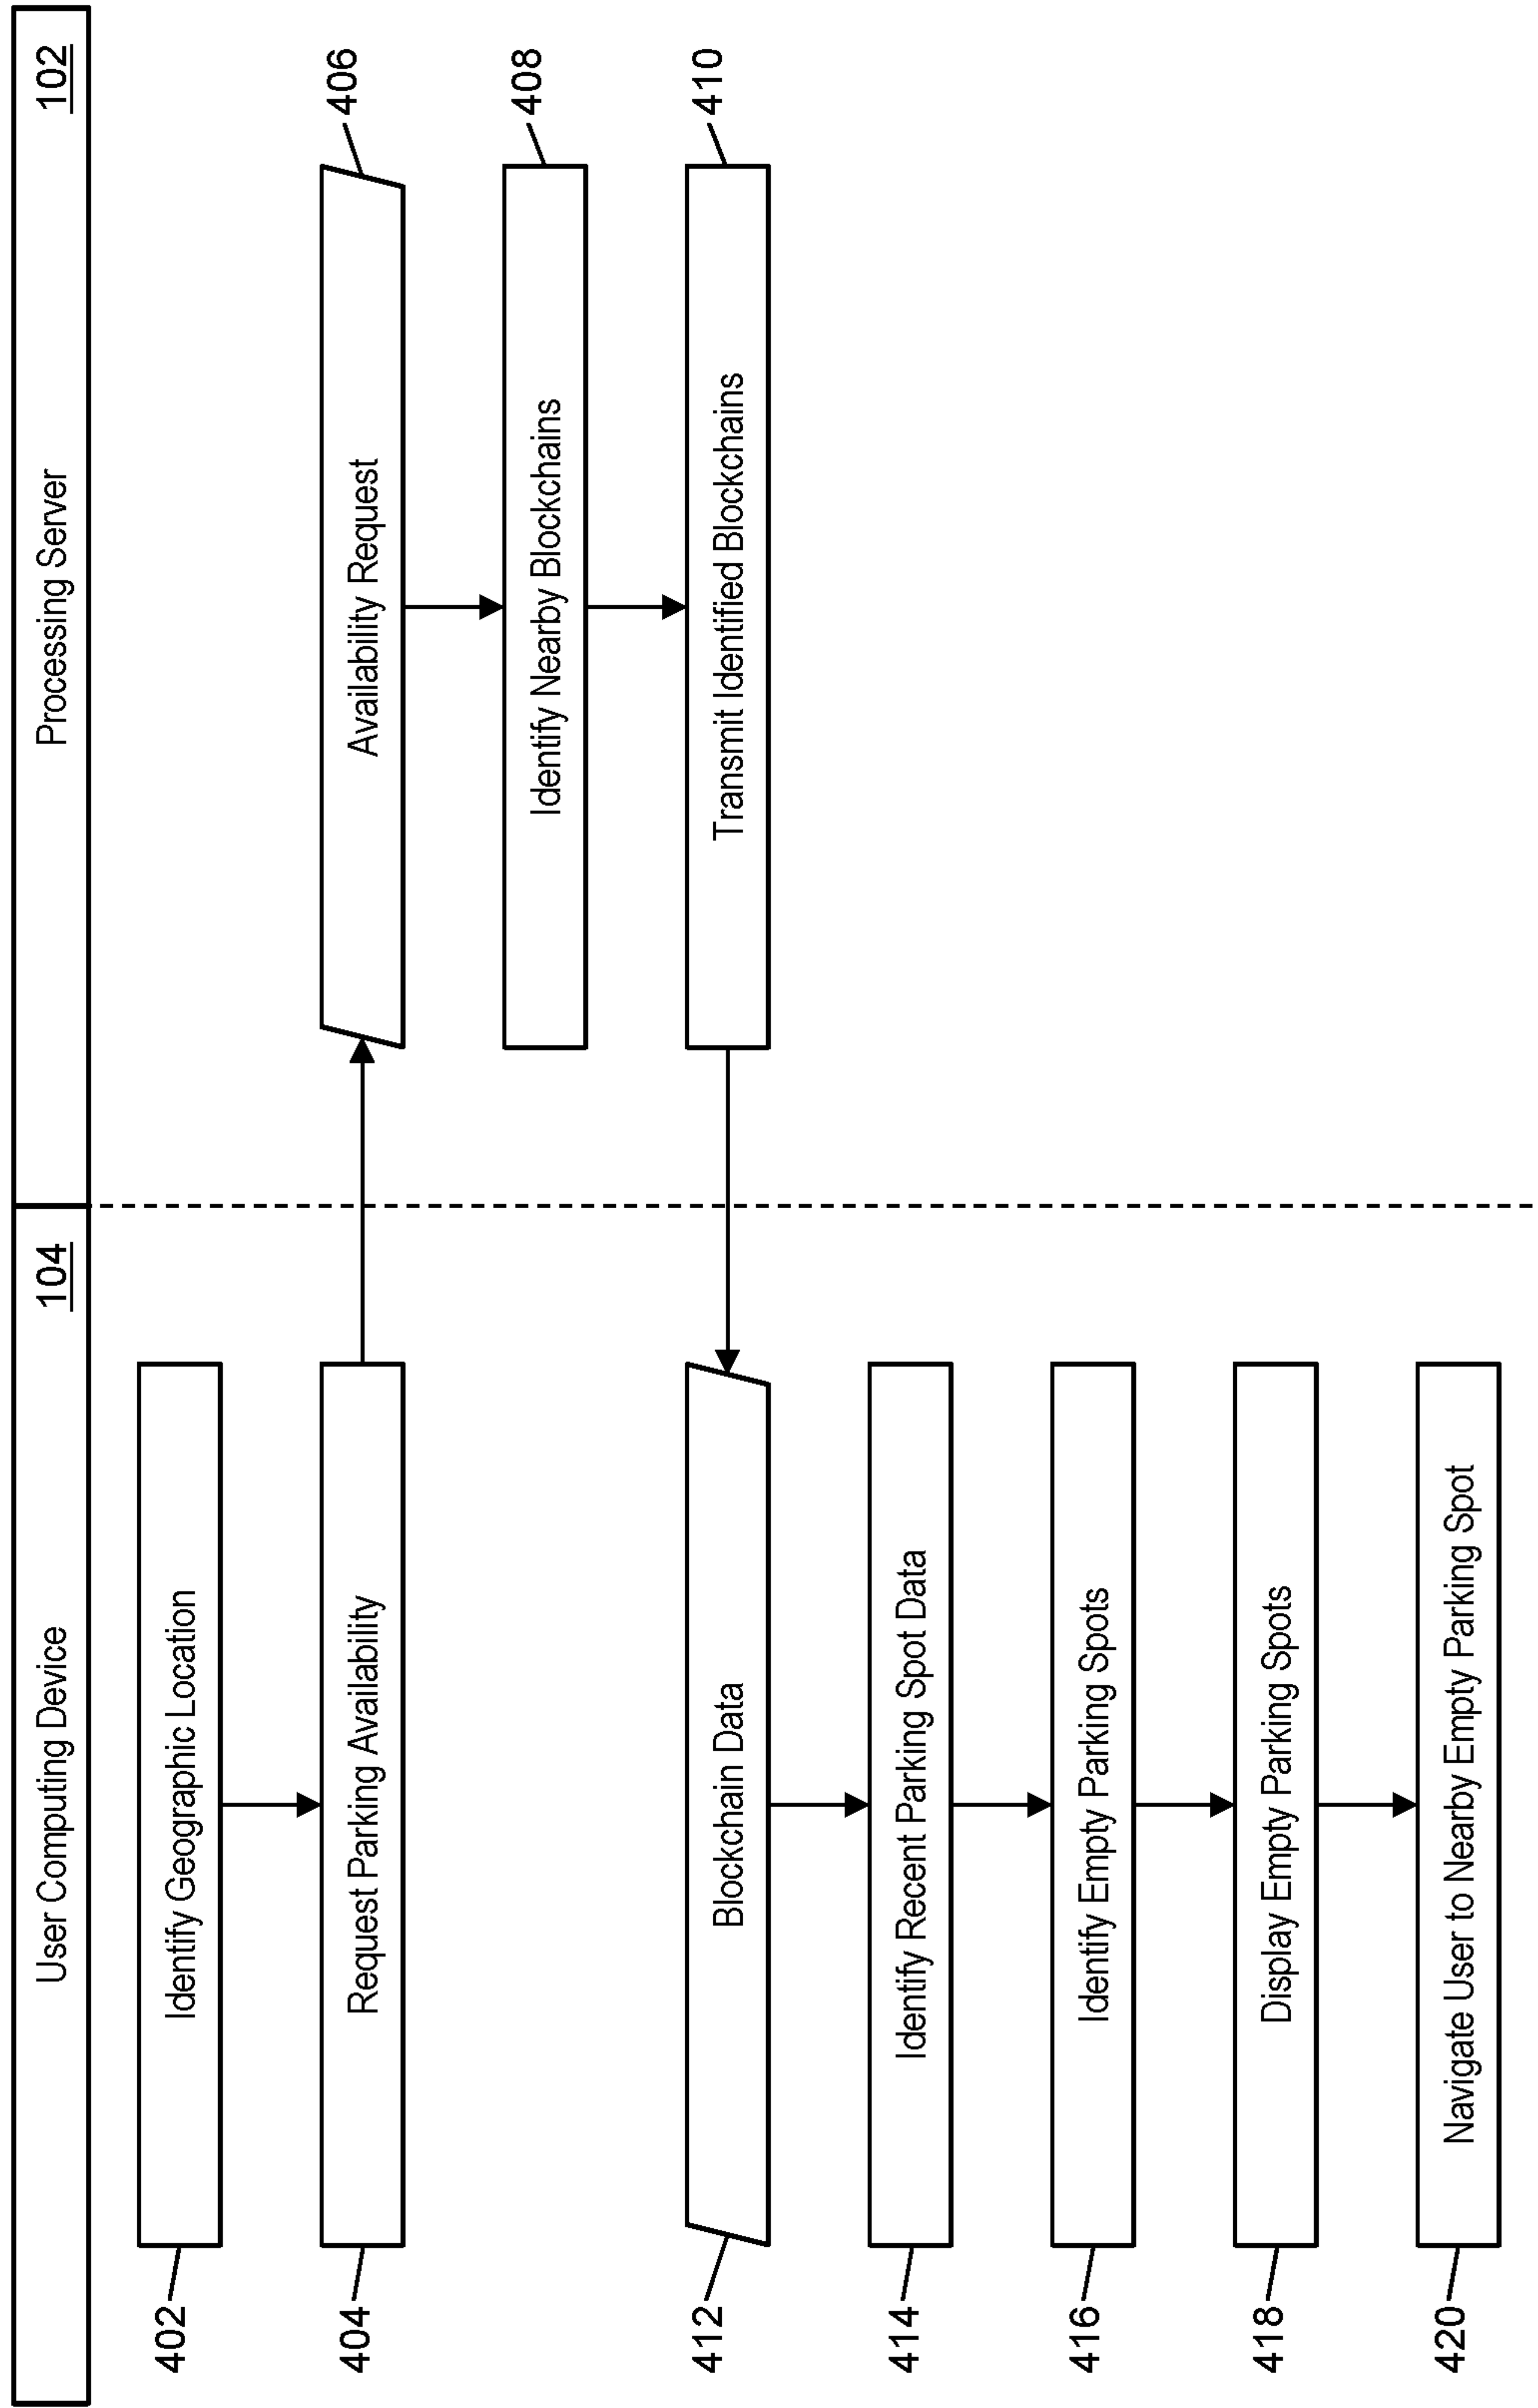 User Computing Device
104
Processing Server
102
402
Identify Geographic Location
404
Request Parking Availability
Availability Request
406
Identify Nearby Blockchains
408
Transmit Identified Blockchains
410
412
Blockchain Data
414
Identify Recent Parking Spot Data
416
Identify Empty Parking Spots
418
Display Empty Parking Spots
420
Navigate User to Nearby Empty Parking Spot